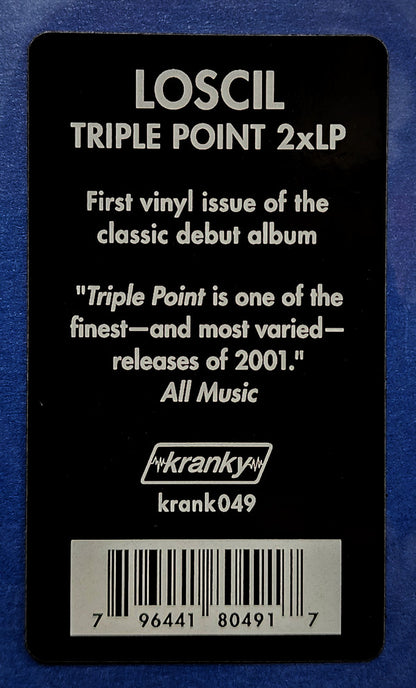 LOSCIL
TRIPLE POINT 2xLP
First vinyl issue of the
classic debut album
"Triple Point is one of the
finest—and most varied—
releases of 2001."
All Music
kranky
krank049
7 96441 80491 7